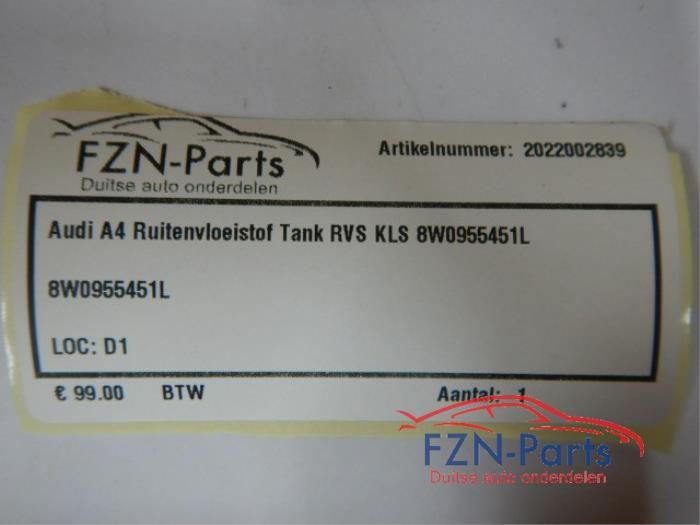 FZN-Parts
Duitse auto onderdelen
Artikelnummer: 2022002839
Audi A4 Ruitenvloeistof Tank RVS KLS 8W0955451L
8W0955451L
LOC: D1
€ 99.00 BTW Aantal: 1
FZN-Parts
Duitse auto onderdelen